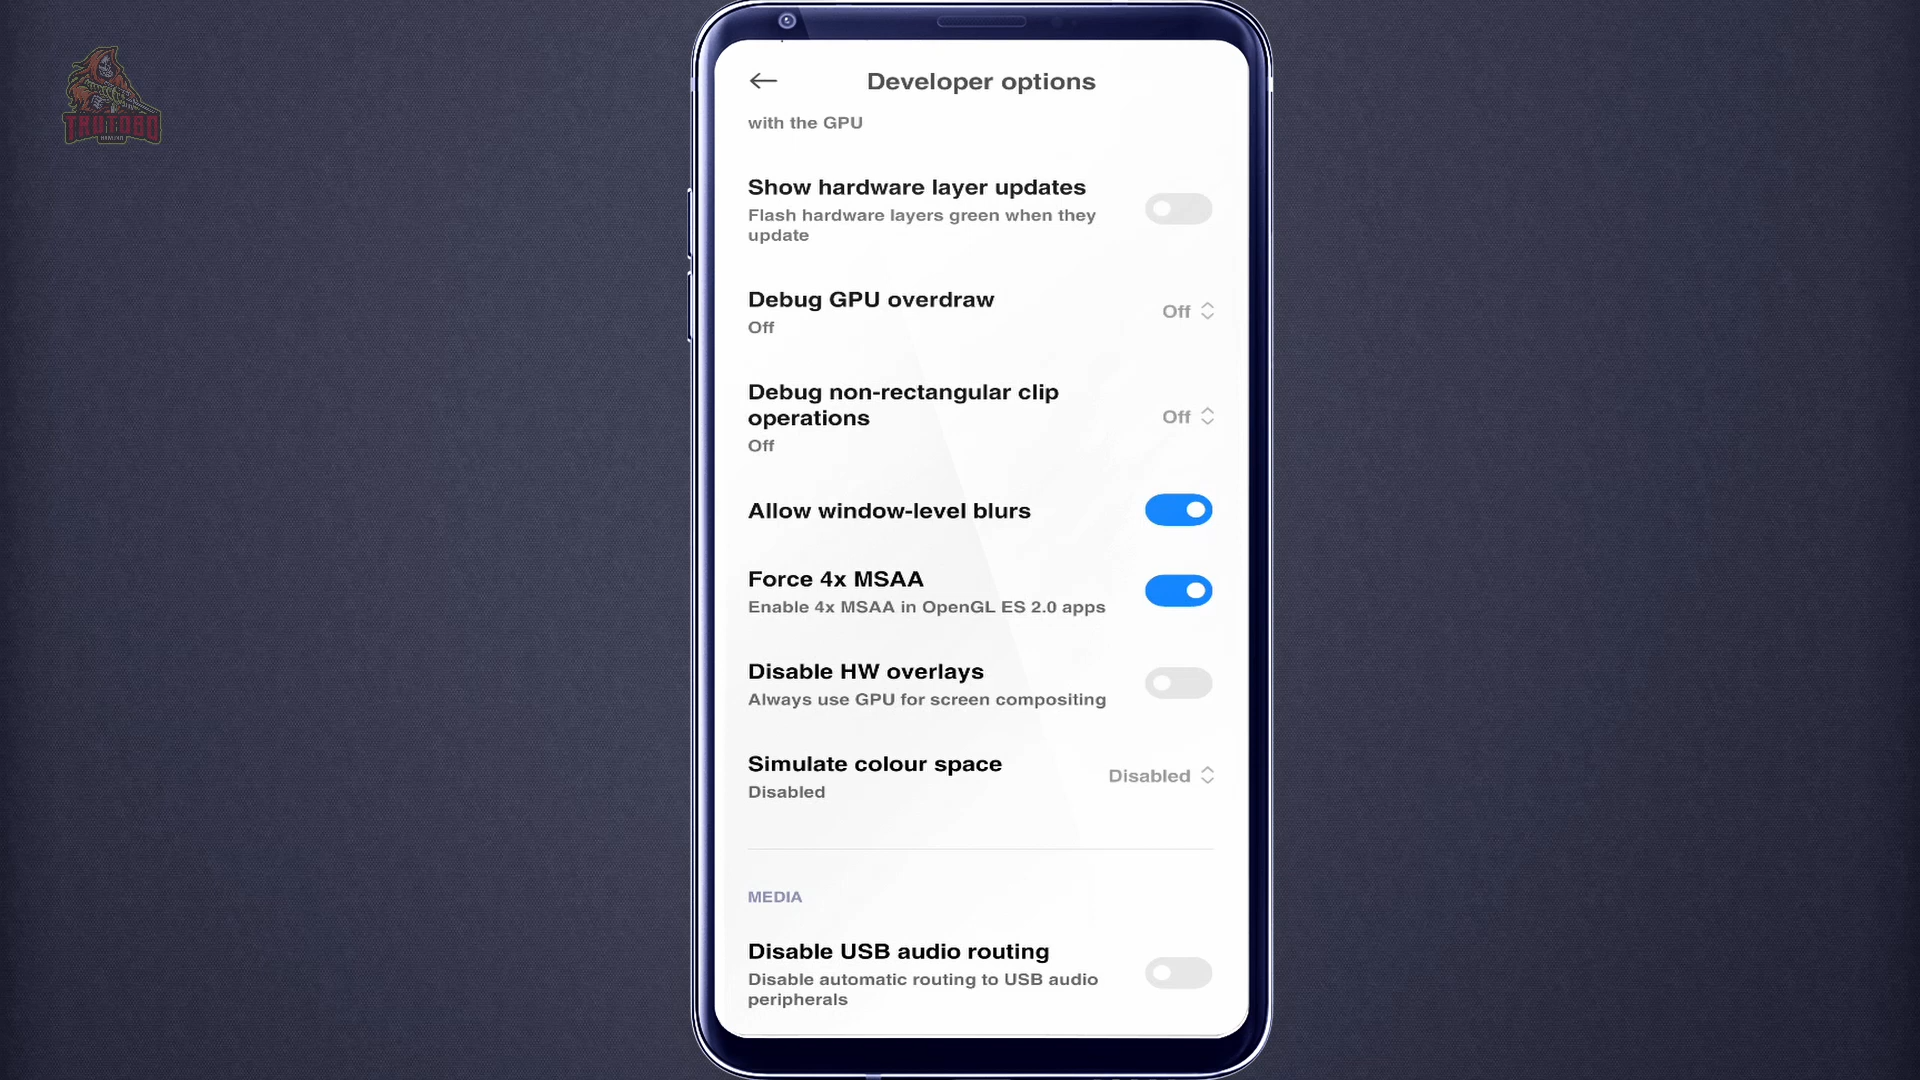 Developer options
with the GPU
Show hardware layer updates
Flash hardware layers green when they
update
Debug GPU overdraw
Off
Off
Debug non-rectangular clip
operations
Off
Off
Allow window-level blurs
Force 4x MSAA
Enable 4x MSAA in OpenGL ES 2.0 apps
Disable HW overlays
Always use GPU for screen compositing
Simulate colour space
Disabled
Disabled
MEDIA
Disable USB audio routing
Disable automatic routing to USB audio
peripherals